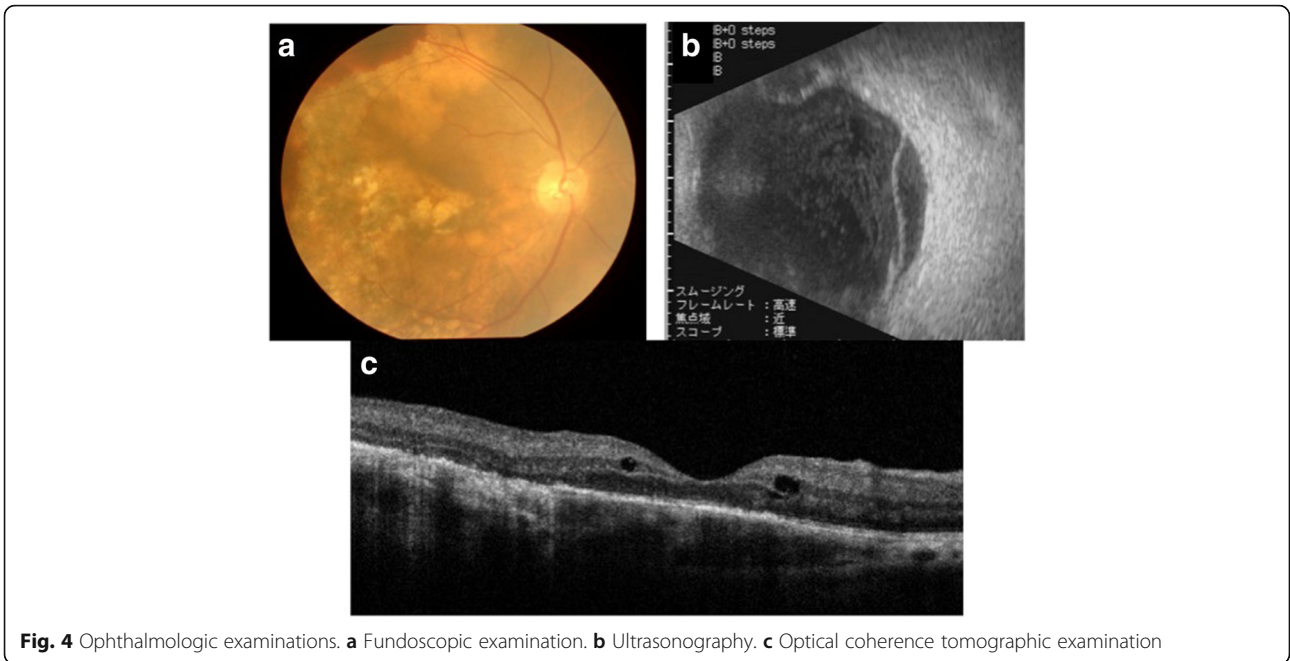 a
b
B+0 steps
B+0 steps
B
B
スムージング
フレームレート :高速
焦点域 :近
スコープ :標準
c
Fig. 4 Ophthalmologic examinations. a Fundoscopic examination. b Ultrasonography. c Optical coherence tomographic examination